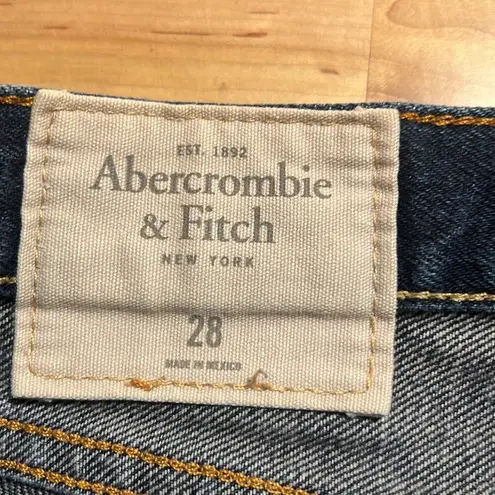 EST. 1892
Abercrombie
& Fitch
NEW YORK
28
MADE IN MEXICO